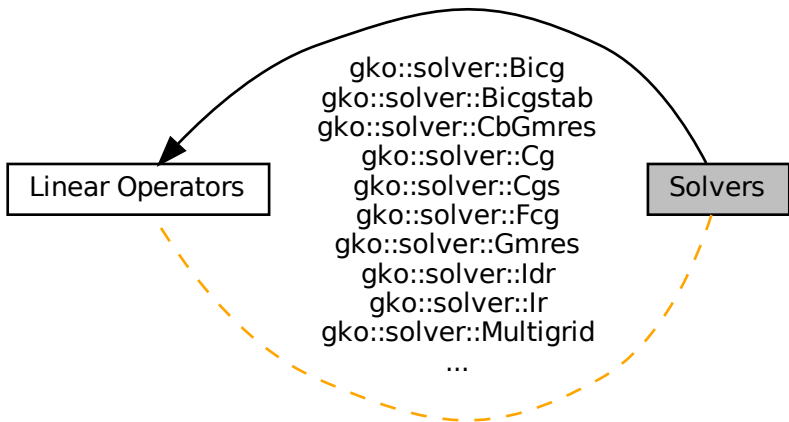 gko::solver::Bicg
gko::solver::Bicgstab
gko::solver::CbGmres
gko::solver::Cg
gko::solver::Cgs
gko::solver::Fcg
gko::solver::Gmres
gko::solver::Idr
gko::solver::Ir
gko::solver::Multigrid
...
Linear Operators
Solvers